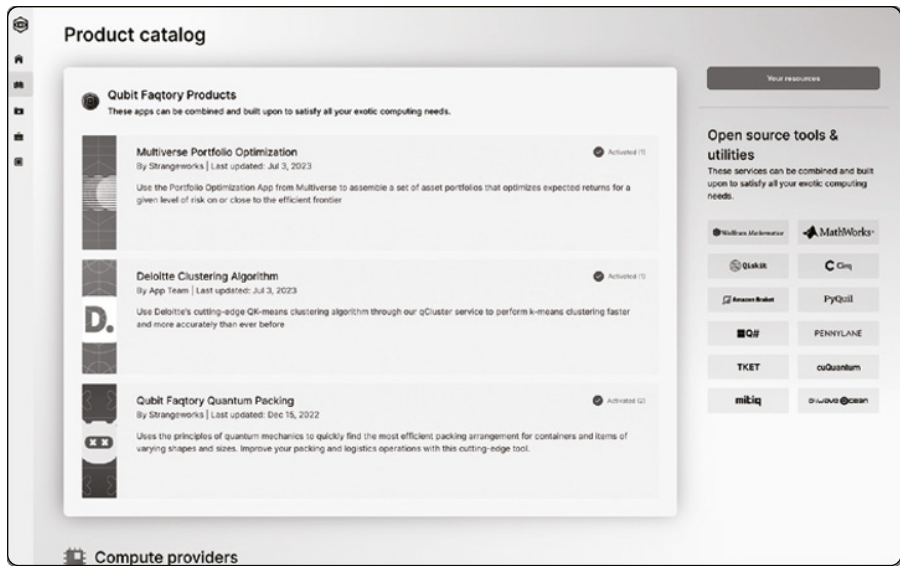 Product catalog
Qubit Faqtory Products
These apps can be combined and built upon to satisfy all your exotic computing needs.
Multiverse Portfolio Optimization
Activated (1)
By Strangeworks | Last updated: Jul 3, 2023
Use the Portfolio Optimization App from Multiverse to assemble a set of asset portfolios that optimizes expected returns for a
given level of risk on or close to the efficient frontier
Deloitte Clustering Algorithm
Activated (1)
By App Team | Last updated: Jul 3, 2023
Use Deloitte's cutting-edge QK-means clustering algorithm through our qCluster service to perform k-means clustering faster
and more accurately than ever before
D.
Qubit Faqtory Quantum Packing
Activated (2)
By Strangeworks | Last updated: Dec 15, 2022
Uses the principles of quantum mechanics to quickly find the most efficient packing arrangement for containers and items of
varying shapes and sizes. Improve your packing and logistics operations with this cutting-edge tool.
Compute providers
Your resources
Open source tools &
utilities
These services can be combined and built
upon to satisfy all your exotic computing
needs.
Wolfram Mathematica MathWorks
Qiskit Cirq
Amazon Braket PyQuil
Q# PENNYLANE
TKET cuQuantum
mitiq D-Wave Ocean